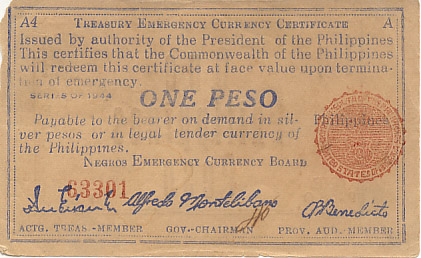 A4 TREASURY EMERGENCY CURRENCY CERTIFICATE A
Issued by authority of the President of the Philippines
This certifies that the Commonwealth of the Philippines
will redeem this certificate at face value upon termina-
tion of emergency.
SERIES OF 1944
ONE PESO
Payable to the bearer on demand in sil-
ver pesos or in legal tender currency of
the Philippines.
Philippines
NEGROS EMERGENCY CURRENCY BOARD
63301
Alfredo Montelibano
ACTG. TREAS.-MEMBER GOV.-CHAIRMAN PROV. AUD.-MEMBER